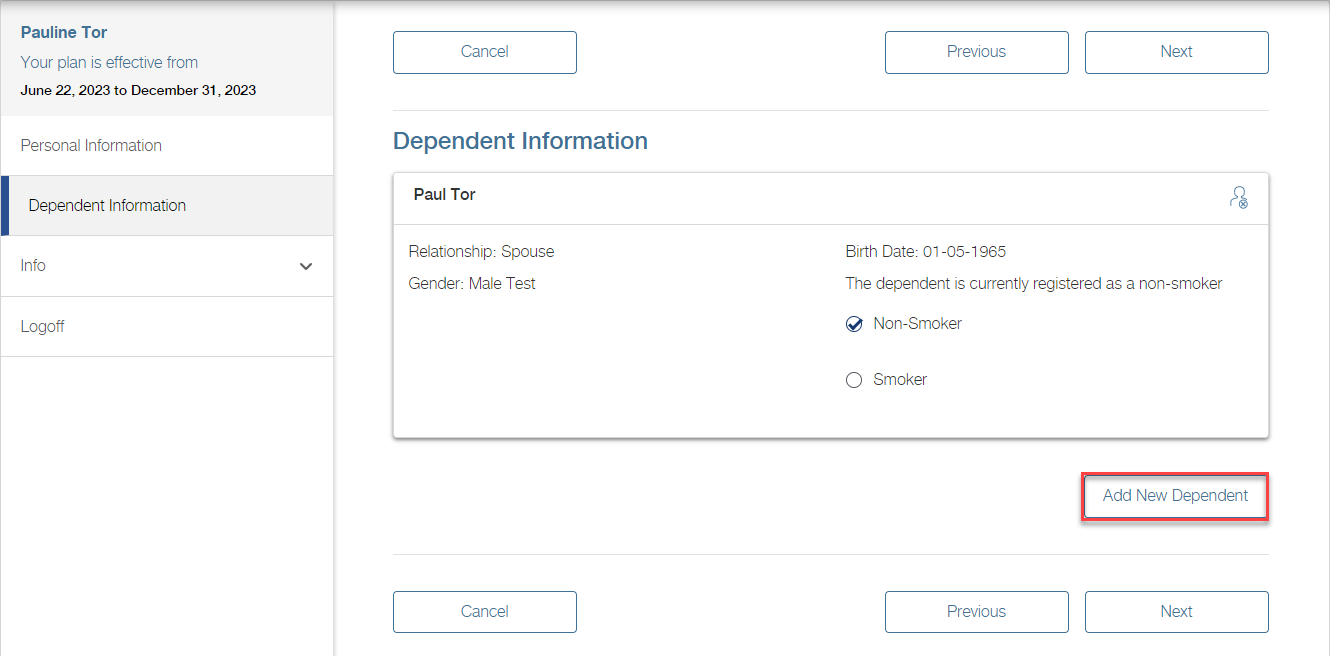 Pauline Tor
Your plan is effective from
June 22, 2023 to December 31, 2023
Personal Information
Dependent Information
Info
Logoff
Cancel
Previous
Next
Dependent Information
Paul Tor
Relationship: Spouse
Gender: Male Test
Birth Date: 01-05-1965
The dependent is currently registered as a non-smoker
Non-Smoker
Smoker
Add New Dependent
Cancel
Previous
Next